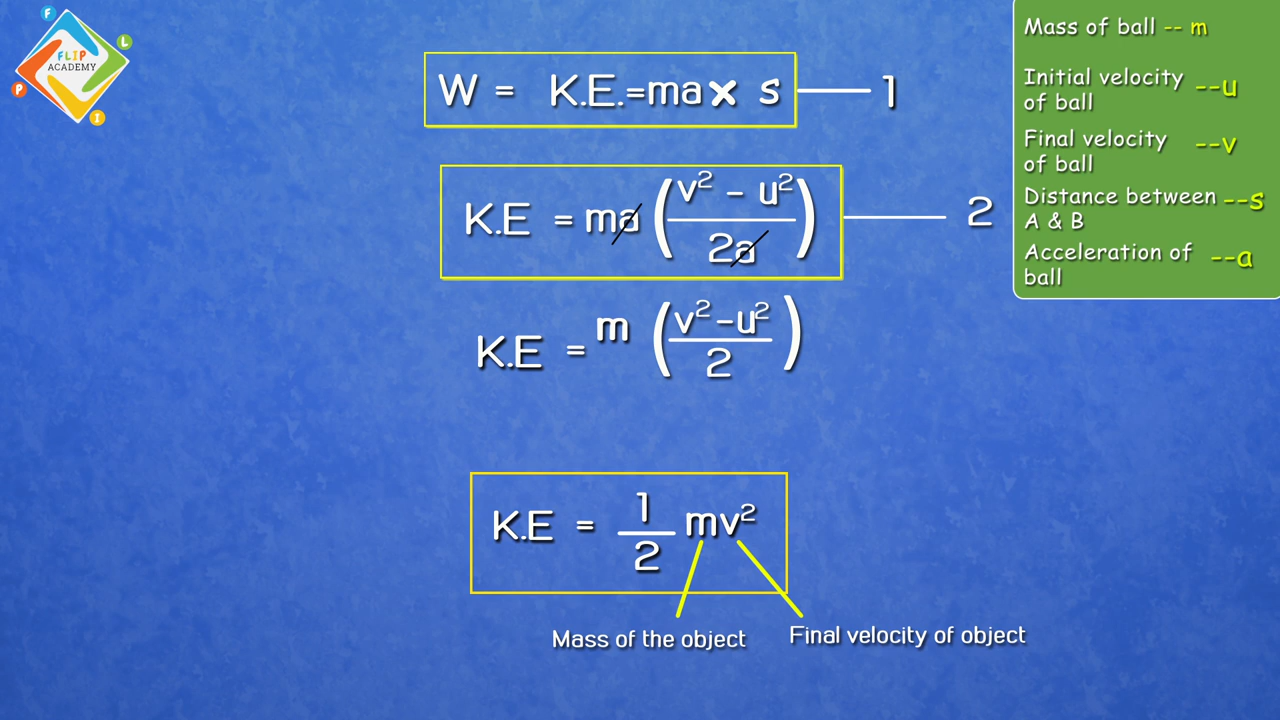 F
L
FLIP
ACADEMY
P
I
W = K.E.=ma x s 1
K.E = ma (v² – u² / 2a) 2
K.E = m (v²–u² / 2)
K.E = 1/2 mv²
Mass of the object
Final velocity of object
Mass of ball -- m
Initial velocity --u
of ball
Final velocity --v
of ball
Distance between --s
A & B
Acceleration of --a
ball